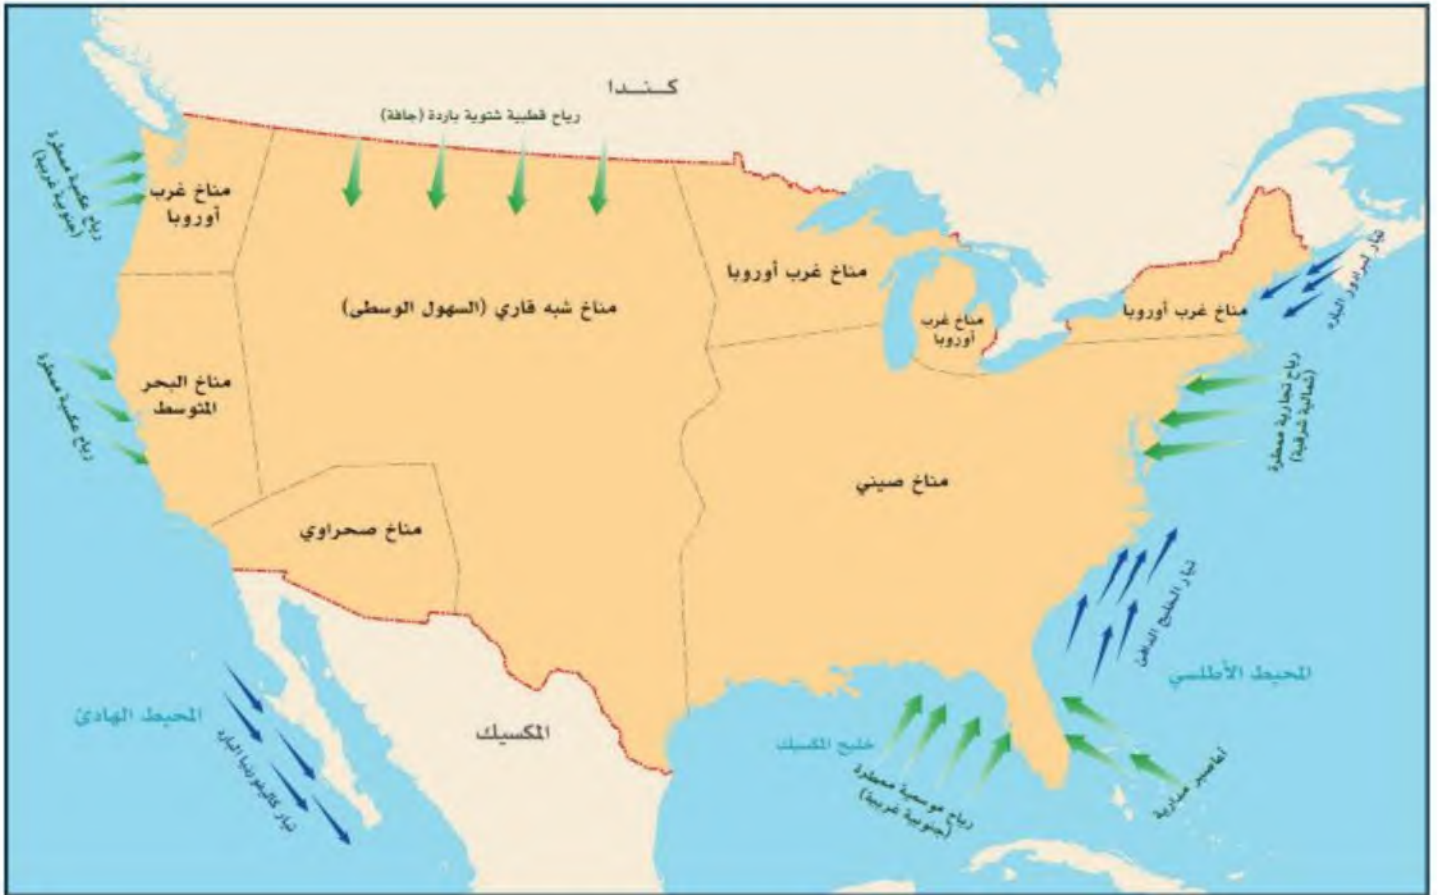 كـنـدا
رياح قطبية شتوية باردة (جافة)
رياح عكسية ممطرة
(جنوبية غربية)
مناخ غرب
أوروبا
مناخ شبه قاري (السهول الوسطى)
مناخ غرب أوروبا
مناخ غرب
أوروبا
مناخ غرب أوروبا
تيار لبرادور البارد
رياح تجارية ممطرة
(شمالية شرقية)
رياح عكسية ممطرة
مناخ البحر
المتوسط
مناخ صيني
مناخ صحراوي
تيار الخليج الدافئ
المحيط الأطلسي
المحيط الهادئ
تيار كاليفورنيا البارد
المكسيك
خليج المكسيك
رياح موسمية ممطرة
(جنوبية غربية)
أعاصير مدارية